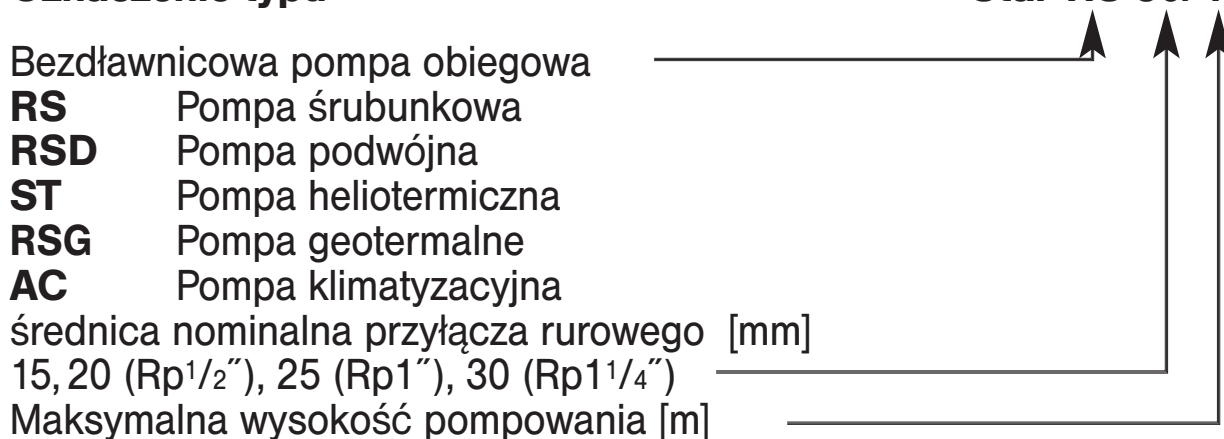 Bezdławnicowa pompa obiegowa
RS Pompa śrubunkowa
RSD Pompa podwójna
ST Pompa heliotermiczna
RSG Pompa geotermalne
AC Pompa klimatyzacyjna
średnica nominalna przyłącza rurowego [mm]
15, 20 (Rp1/2˝), 25 (Rp1˝), 30 (Rp11/4˝)
Maksymalna wysokość pompowania [m]